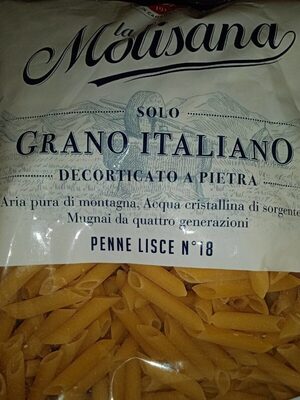 la
Molisana
SOLO
GRANO ITALIANO
DECORTICATO A PIETRA
Aria pura di montagna, Acqua cristallina di sorgente
Mugnai da quattro generazioni
PENNE LISCE N°18